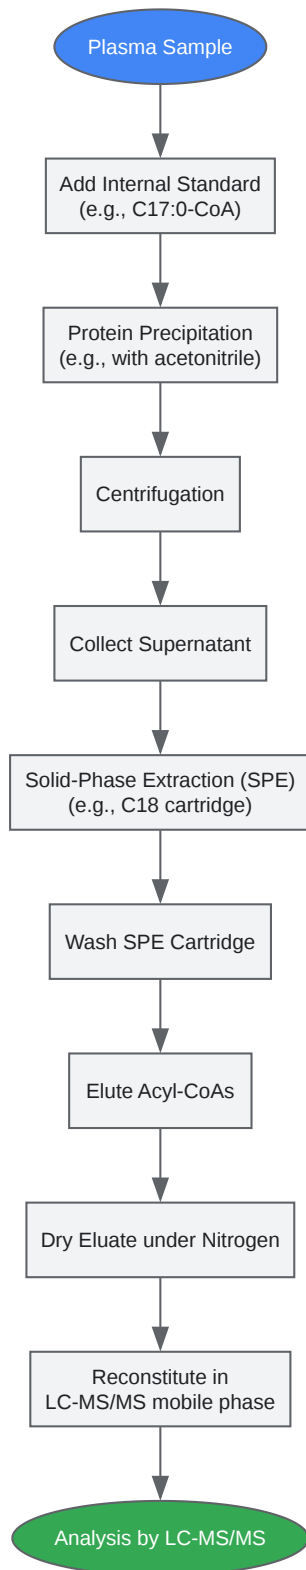 Plasma Sample
Add Internal Standard
(e.g., C17:0-CoA)
Protein Precipitation
(e.g., with acetonitrile)
Centrifugation
Collect Supernatant
Solid-Phase Extraction (SPE)
(e.g., C18 cartridge)
Wash SPE Cartridge
Elute Acyl-CoAs
Dry Eluate under Nitrogen
Reconstitute in
LC-MS/MS mobile phase
Analysis by LC-MS/MS